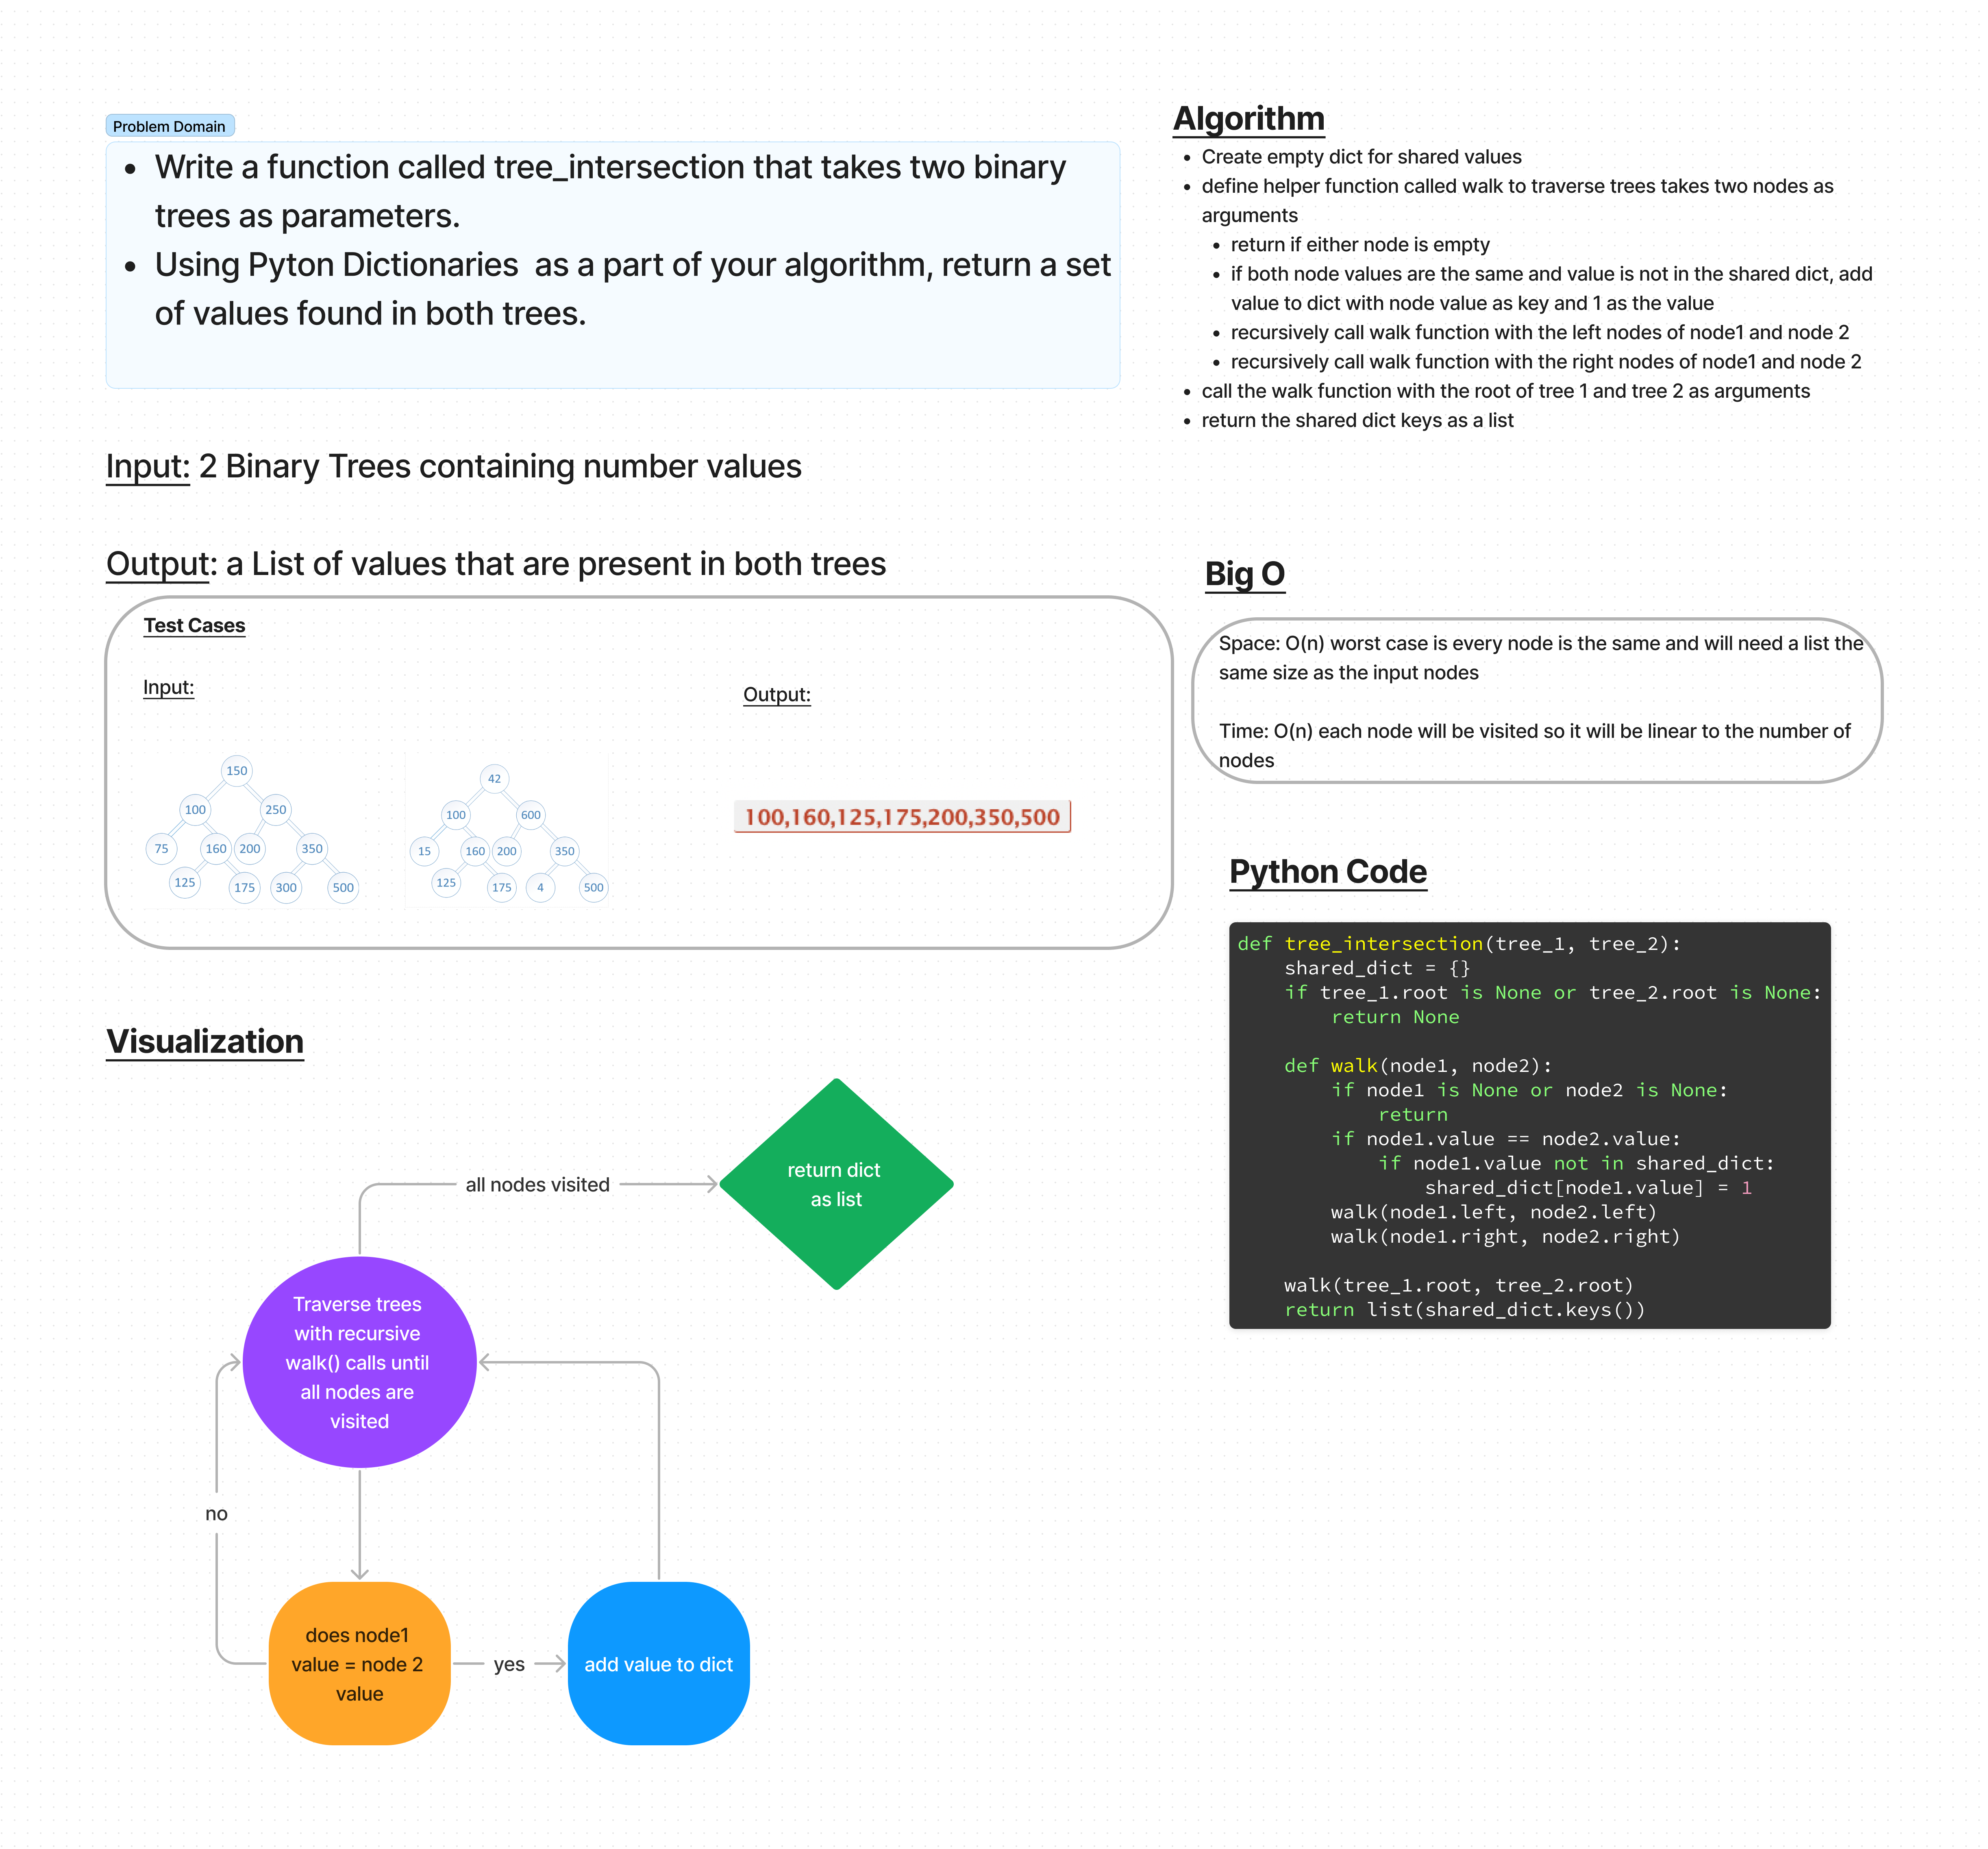 Problem Domain
• Write a function called tree_intersection that takes two binary
trees as parameters.
• Using Pyton Dictionaries  as a part of your algorithm, return a set
of values found in both trees.
Input: 2 Binary Trees containing number values
Output: a List of values that are present in both trees
Test Cases
Input:
Output:
150
100
250
75
160
200
350
125
175
300
500
42
100
600
15
160
200
350
125
175
4
500
100,160,125,175,200,350,500
Visualization
all nodes visited
return dict
as list
Traverse trees
with recursive
walk() calls until
all nodes are
visited
no
does node1
value = node 2
value
yes
add value to dict
Algorithm
• Create empty dict for shared values
• define helper function called walk to traverse trees takes two nodes as
arguments
• return if either node is empty
• if both node values are the same and value is not in the shared dict, add
value to dict with node value as key and 1 as the value
• recursively call walk function with the left nodes of node1 and node 2
• recursively call walk function with the right nodes of node1 and node 2
• call the walk function with the root of tree 1 and tree 2 as arguments
• return the shared dict keys as a list
Big O
Space: O(n) worst case is every node is the same and will need a list the
same size as the input nodes
Time: O(n) each node will be visited so it will be linear to the number of
nodes
Python Code
def tree_intersection(tree_1, tree_2):
    shared_dict = {}
    if tree_1.root is None or tree_2.root is None:
        return None
    def walk(node1, node2):
        if node1 is None or node2 is None:
            return
        if node1.value == node2.value:
            if node1.value not in shared_dict:
                shared_dict[node1.value] = 1
        walk(node1.left, node2.left)
        walk(node1.right, node2.right)
    walk(tree_1.root, tree_2.root)
    return list(shared_dict.keys())